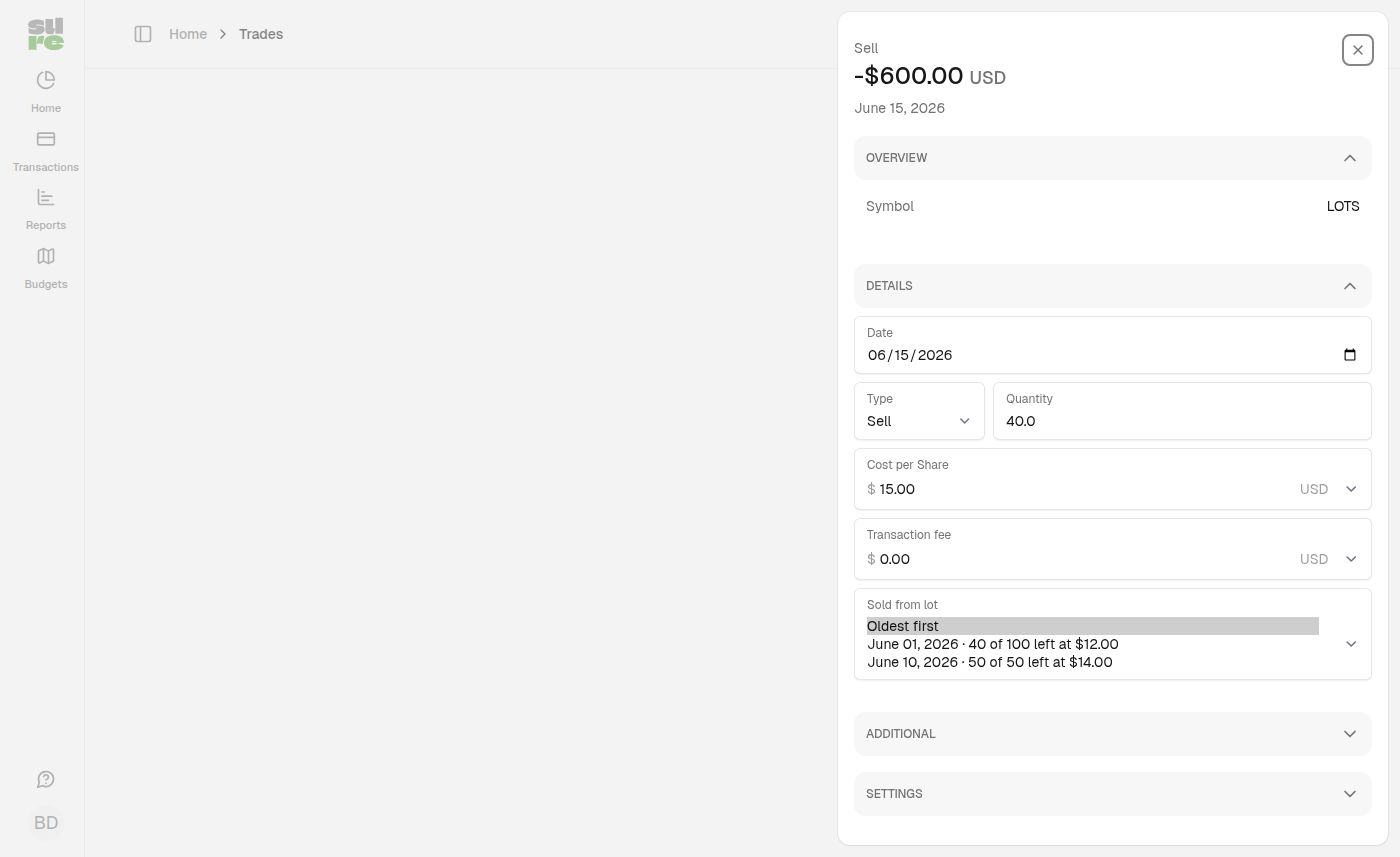 sure
Home
Transactions
Reports
Budgets
BD
Home > Trades
Sell
-$600.00 USD
June 15, 2026
OVERVIEW
Symbol LOTS
DETAILS
Date
06/15/2026
Type
Sell
Quantity
40.0
Cost per Share
$ 15.00 USD
Transaction fee
$ 0.00 USD
Sold from lot
Oldest first
June 01, 2026 · 40 of 100 left at $12.00
June 10, 2026 · 50 of 50 left at $14.00
ADDITIONAL
SETTINGS